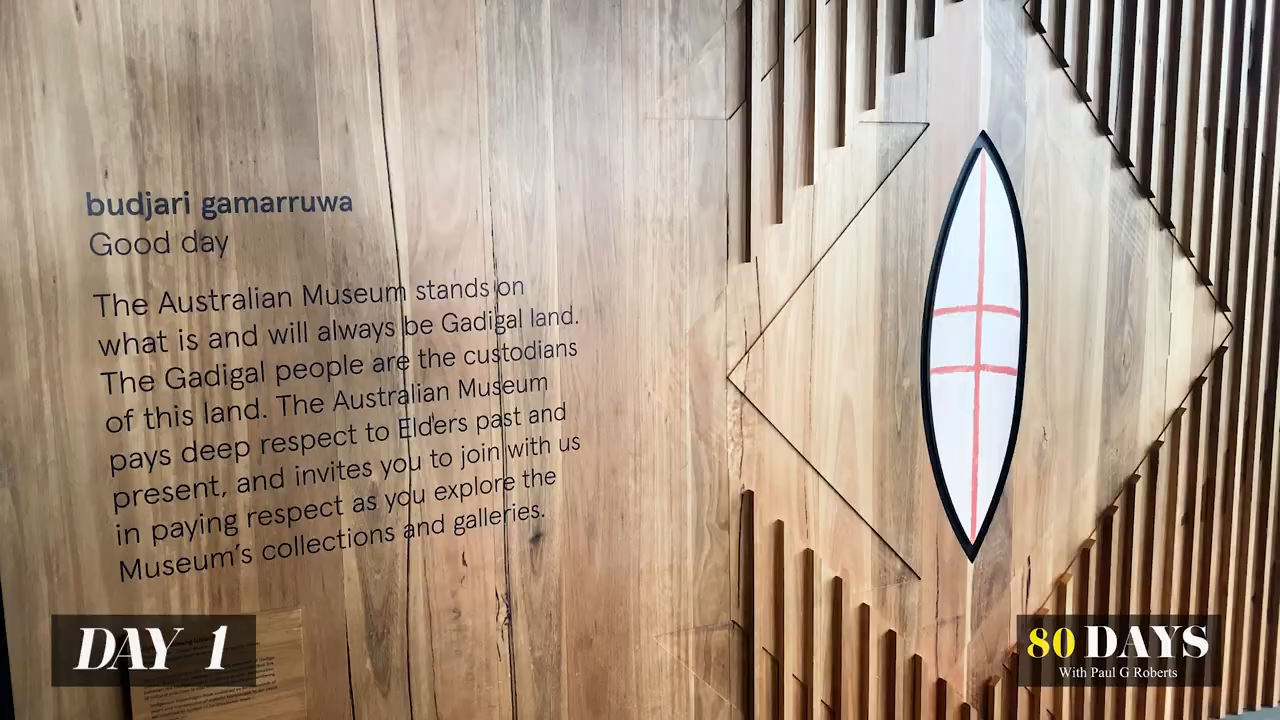 budjari gamarruwa
Good day
The Australian Museum stands on
what is and will always be Gadigal land.
The Gadigal people are the custodians
of this land. The Australian Museum
pays deep respect to Elders past and
present, and invites you to join with us
in paying respect as you explore the
Museum's collections and galleries.
DAY 1
80 DAYS
With Paul G Roberts